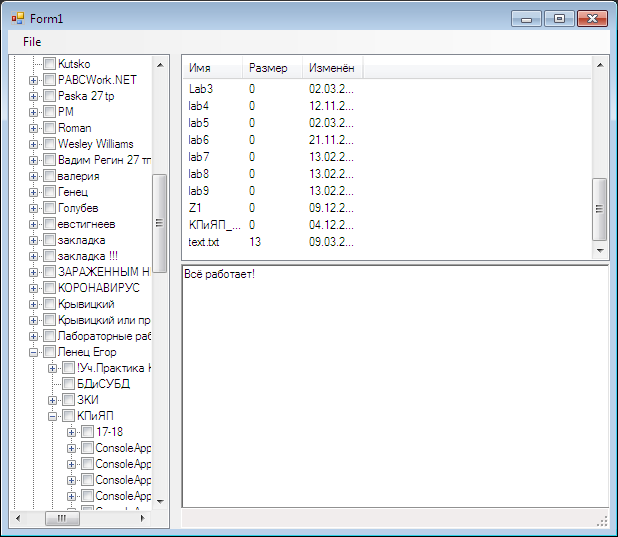 Form1
File
Kutsko
PABCWork.NET
Paska 27tp
PM
Roman
Wesley Williams
Вадим Регин 27 тп
валерия
Генец
Голубев
евстигнеев
закладка
закладка !!!
ЗАРАЖЕННЫМ Н
КОРОНАВИРУС
Крывицкий
Крывицкий или пр
Лабораторные раб
Ленец Егор
!Уч.Практика К
БДиСУБД
ЗКИ
КПиЯП
17-18
ConsoleApp
ConsoleApp
ConsoleApp
ConsoleApp
ConsoleApp
Имя Размер Изменён
Lab3 0 02.03.2...
lab4 0 12.11.2...
lab5 0 02.03.2...
lab6 0 21.11.2...
lab7 0 13.02.2...
lab8 0 13.02.2...
lab9 0 13.02.2...
Z1 0 09.12.2...
КПиЯП_... 0 04.12.2...
text.txt 13 09.03.2...
Всё работает!